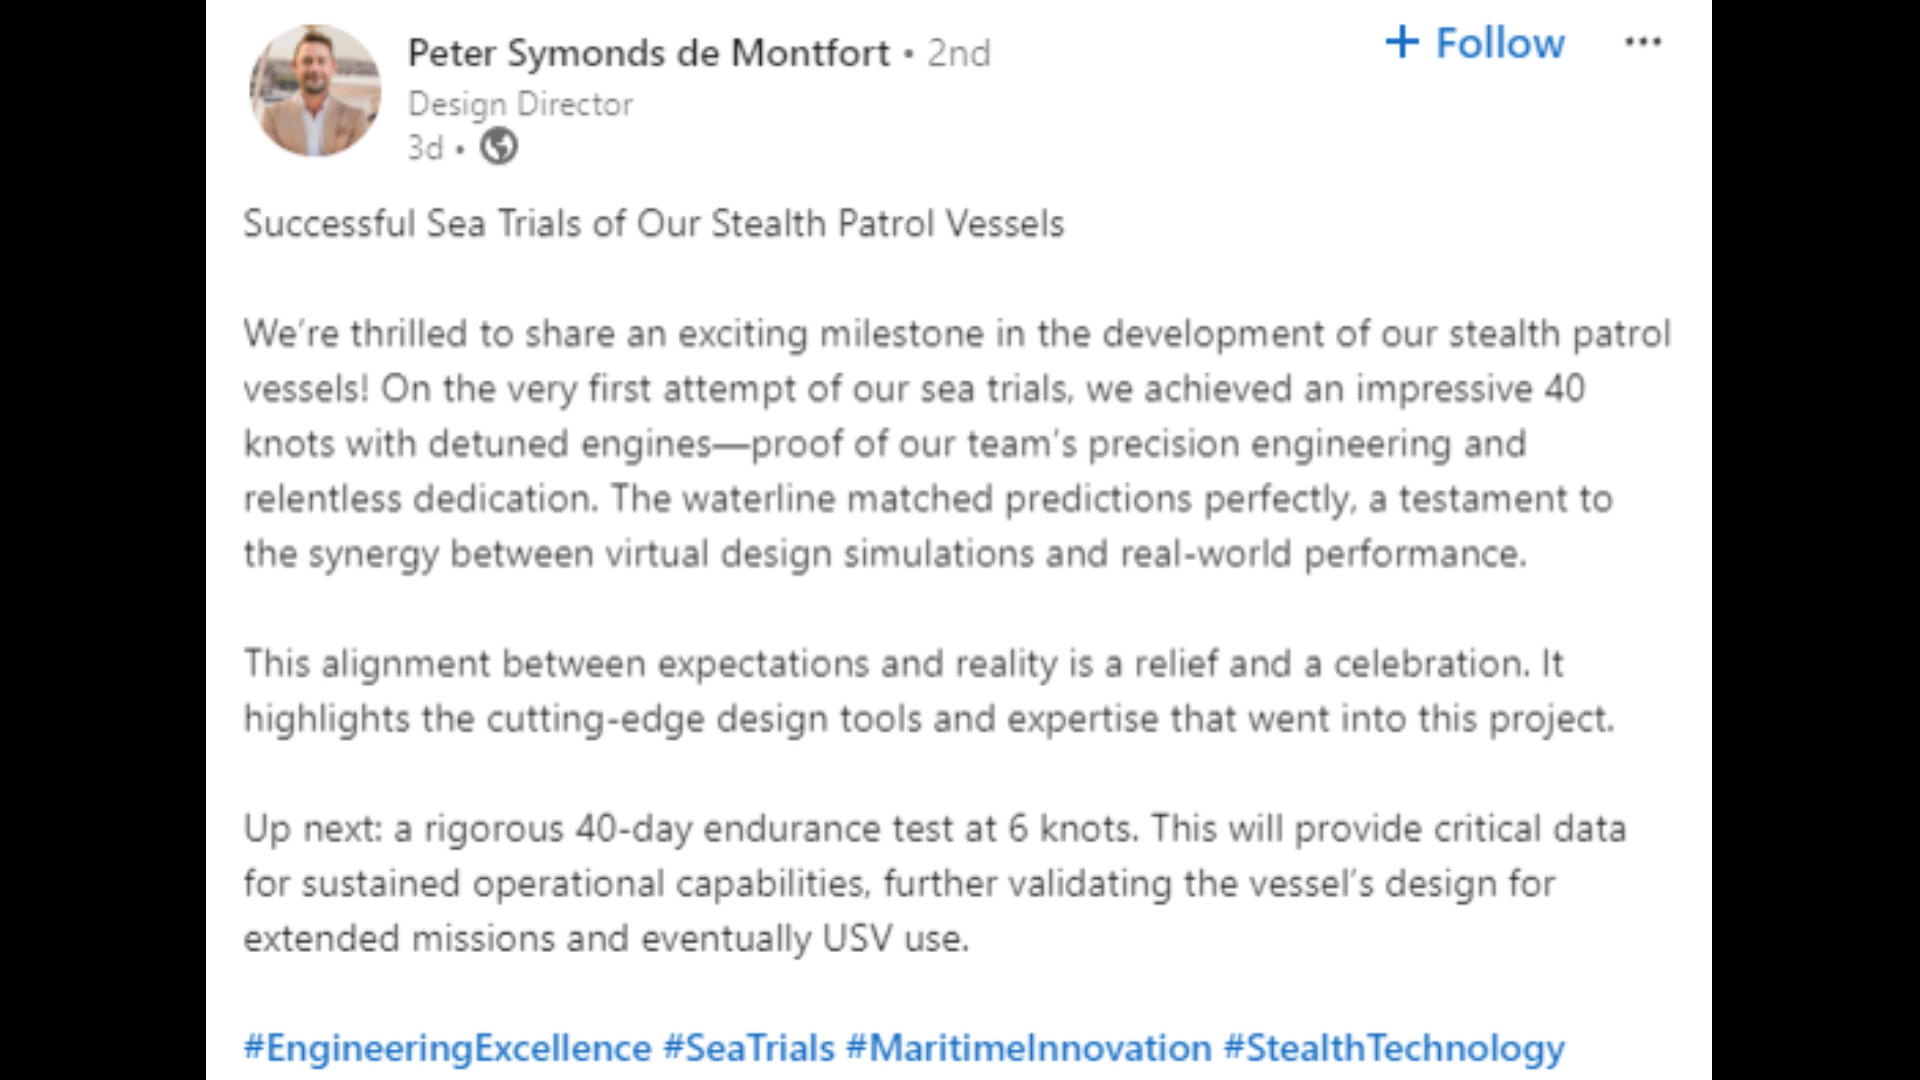 Peter Symonds de Montfort • 2nd
+ Follow ···
Design Director
3d •
Successful Sea Trials of Our Stealth Patrol Vessels
We’re thrilled to share an exciting milestone in the development of our stealth patrol
vessels! On the very first attempt of our sea trials, we achieved an impressive 40
knots with detuned engines—proof of our team’s precision engineering and
relentless dedication. The waterline matched predictions perfectly, a testament to
the synergy between virtual design simulations and real-world performance.
This alignment between expectations and reality is a relief and a celebration. It
highlights the cutting-edge design tools and expertise that went into this project.
Up next: a rigorous 40-day endurance test at 6 knots. This will provide critical data
for sustained operational capabilities, further validating the vessel’s design for
extended missions and eventually USV use.
#EngineeringExcellence #SeaTrials #MaritimeInnovation #StealthTechnology